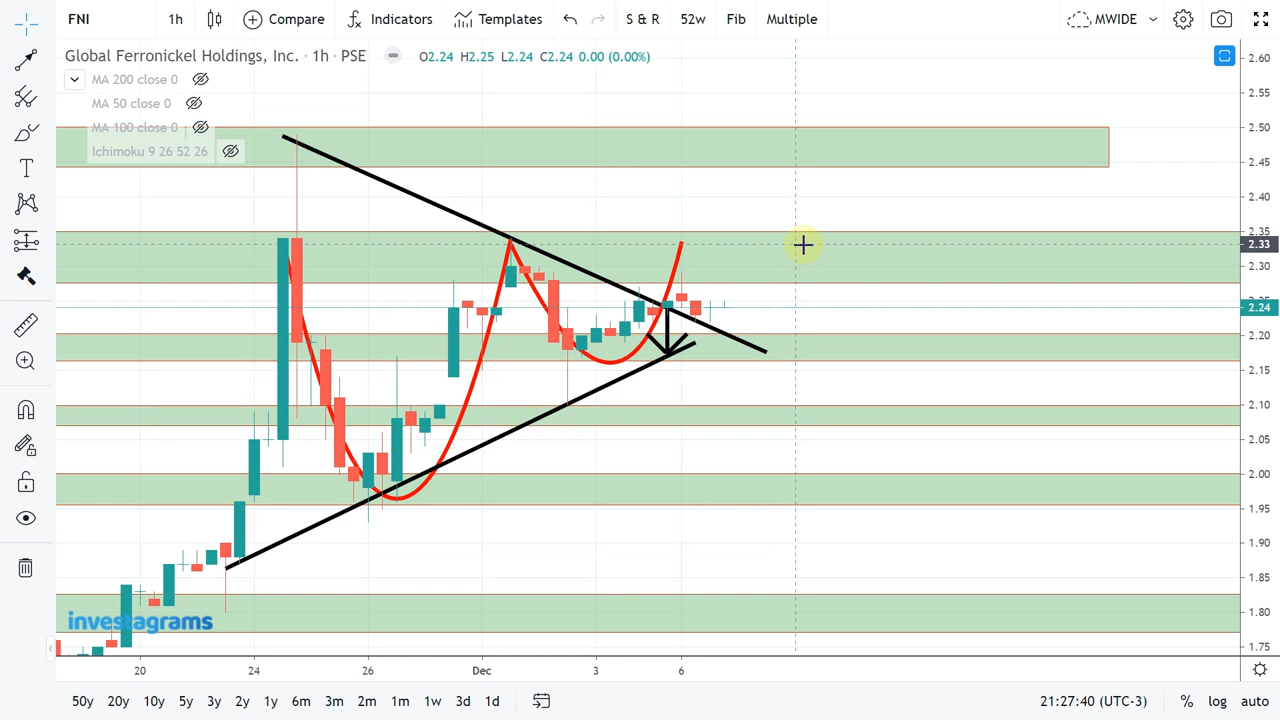 FNI 1h Compare Indicators Templates S & R 52w Fib Multiple MWIDE
Global Ferronickel Holdings, Inc. · 1h · PSE O2.24 H2.25 L2.24 C2.24 0.00 (0.00%)
MA 200 close 0
MA 50 close 0
MA 100 close 0
Ichimoku 9 26 52 26
2.60
2.55
2.50
2.45
2.40
2.35
2.33
2.30
2.24
2.20
2.15
2.10
2.05
2.00
1.95
1.90
1.85
1.80
1.75
investagrams
20 24 26 Dec 3 6
50y 20y 10y 5y 3y 2y 1y 6m 3m 2m 1m 1w 3d 1d 21:27:40 (UTC-3) % log auto